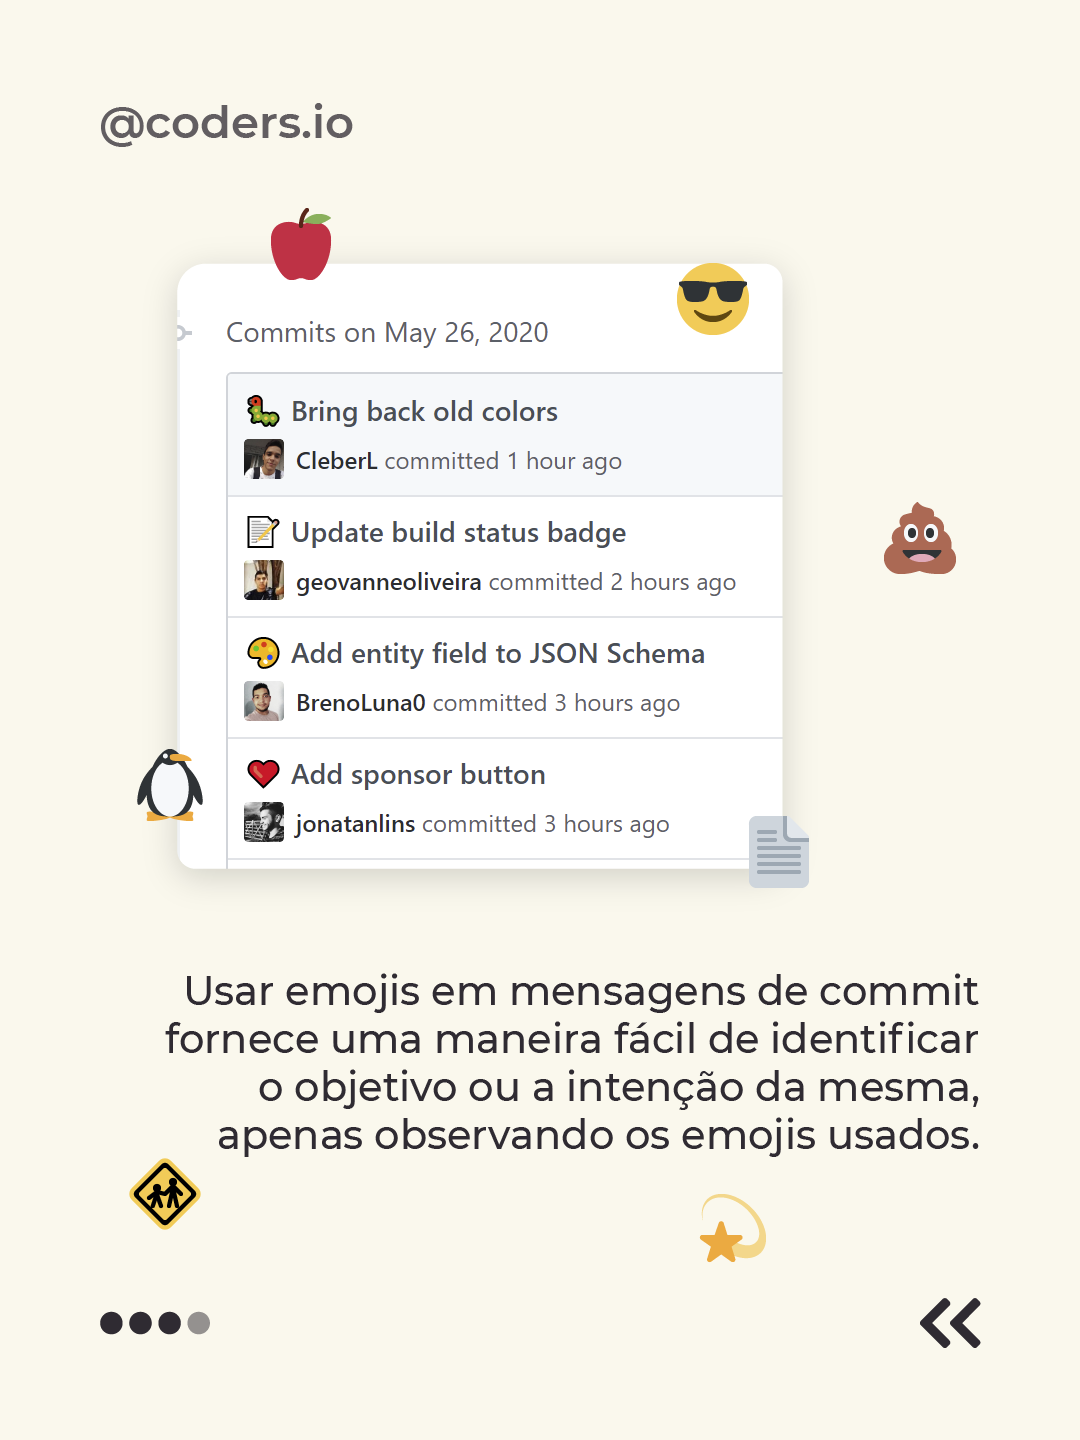 @coders.io
Commits on May 26, 2020
Bring back old colors
CleberL committed 1 hour ago
Update build status badge
geovanneoliveira committed 2 hours ago
Add entity field to JSON Schema
BrenoLuna0 committed 3 hours ago
Add sponsor button
jonatanlins committed 3 hours ago
Usar emojis em mensagens de commit
fornece uma maneira fácil de identificar
o objetivo ou a intenção da mesma,
apenas observando os emojis usados.